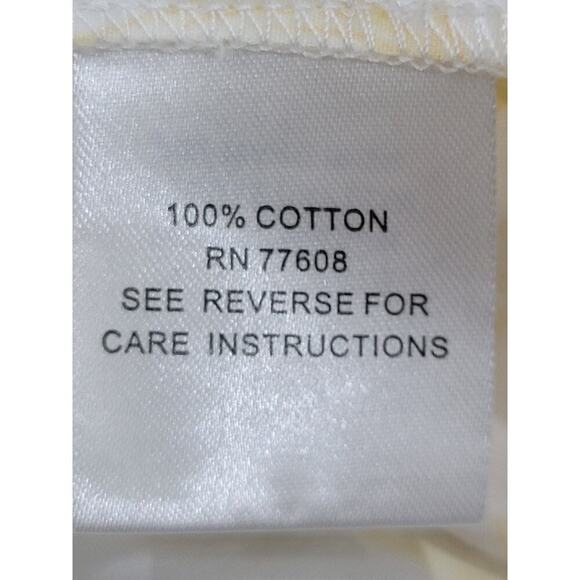 100% COTTON
RN 77608
SEE REVERSE FOR
CARE INSTRUCTIONS